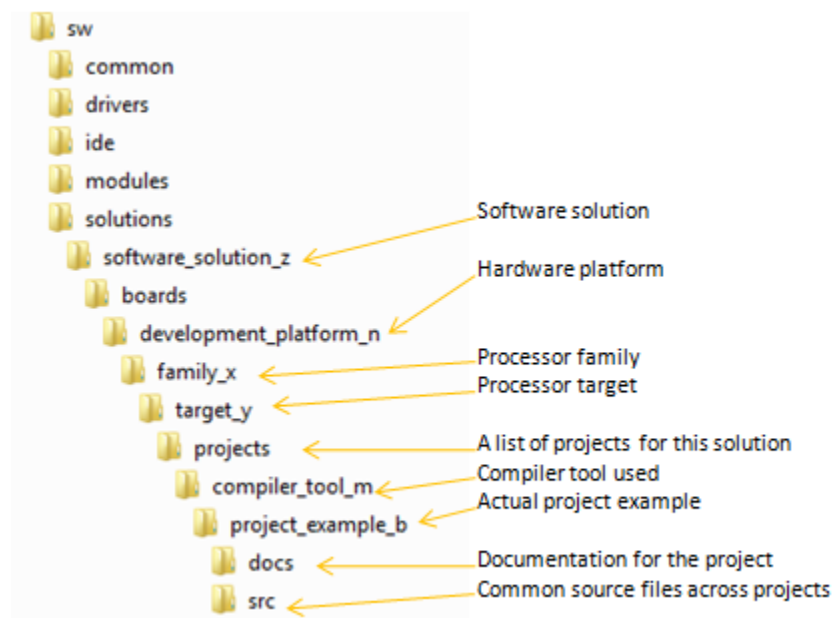 sw
common
drivers
ide
modules
solutions
Software solution
software_solution_z
Hardware platform
boards
development_platform_n
Processor family
family_x
Processor target
target_y
projects
A list of projects for this solution
Compiler tool used
compiler_tool_m
Actual project example
project_example_b
docs
Documentation for the project
src
Common source files across projects